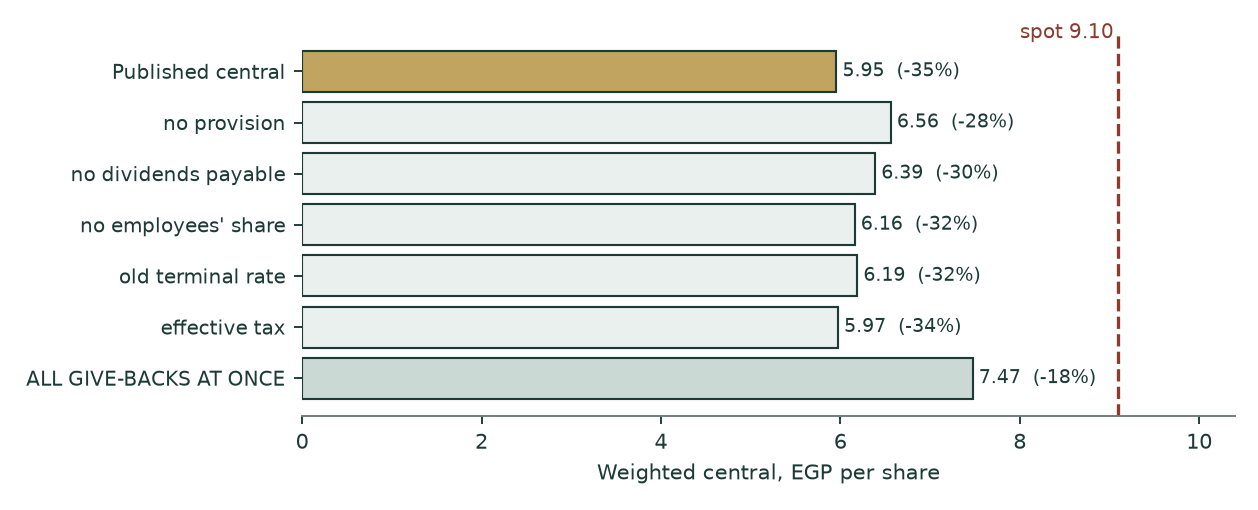 spot 9.10
Published central 5.95 (-35%)
no provision 6.56 (-28%)
no dividends payable 6.39 (-30%)
no employees' share 6.16 (-32%)
old terminal rate 6.19 (-32%)
effective tax 5.97 (-34%)
ALL GIVE-BACKS AT ONCE 7.47 (-18%)
0 2 4 6 8 10
Weighted central, EGP per share